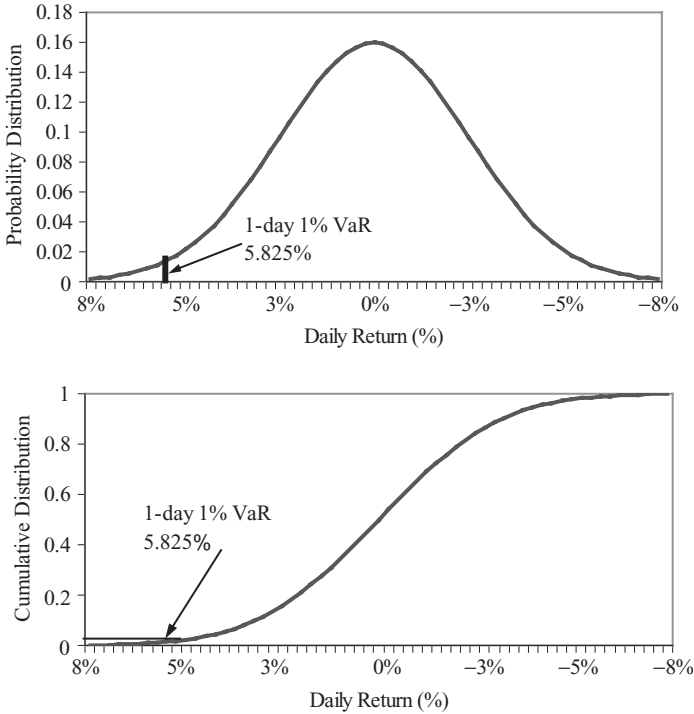 0.18
0.16
0.14
0.12
0.1
0.08
0.06
0.04
0.02
0
Probability Distribution
1-day 1% VaR
5.825%
8% 5% 3% 0% −3% −5% −8%
Daily Return (%)
1
0.8
0.6
0.4
0.2
0
Cumulative Distribution
1-day 1% VaR
5.825%
8% 5% 3% 0% −3% −5% −8%
Daily Return (%)